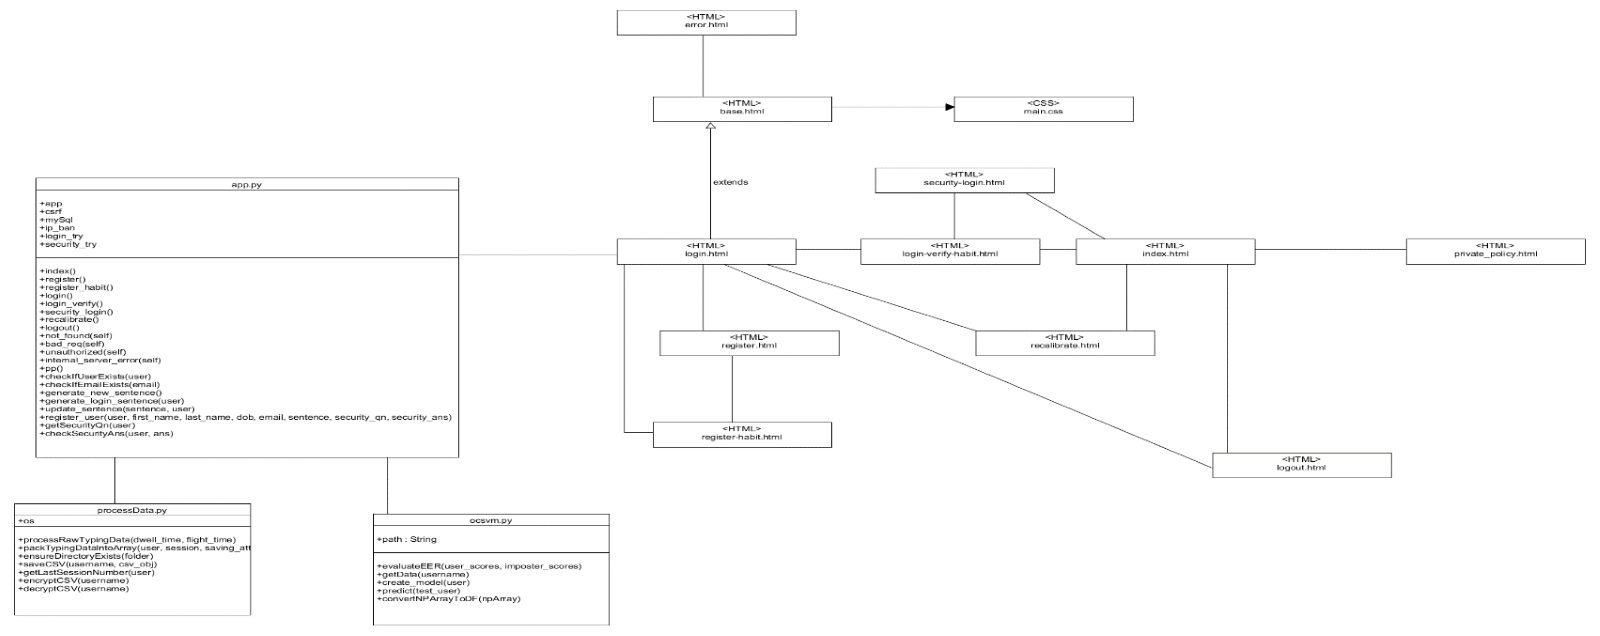 <HTML>
error.html
<HTML>
base.html
<CSS>
main.css
extends
<HTML>
security-login.html
app.py
+app
+csrf
+mySql
+ip_ban
+login_try
+security_try
+index()
+register()
+register_habit()
+login()
+login_verify()
+security_login()
+recalibrate()
+logout()
+not_found(self)
+bad_req(self)
+unauthorized(self)
+internal_server_error(self)
+pp()
+checkIfUserExists(user)
+checkIfEmailExists(email)
+generate_new_sentence()
+generate_login_sentence(user)
+update_sentence(sentence, user)
+register_user(user, first_name, last_name, dob, email, sentence, security_qn, security_ans)
+getSecurityQn(user)
+checkSecurityAns(user, ans)
<HTML>
login.html
<HTML>
login-verify-habit.html
<HTML>
index.html
<HTML>
private_policy.html
<HTML>
register.html
<HTML>
recalibrate.html
<HTML>
register-habit.html
<HTML>
logout.html
processData.py
+os
+processRawTypingData(dwell_time, flight_time)
+packTypingDataIntoArray(user, session, saving_att
+ensureDirectoryExists(folder)
+saveCSV(username, csv_obj)
+getLastSessionNumber(user)
+encryptCSV(username)
+decryptCSV(username)
ocsvm.py
+path : String
+evaluateEER(user_scores, imposter_scores)
+getData(username)
+create_model(user)
+predict(test_user)
+convertNPArrayToDF(npArray)